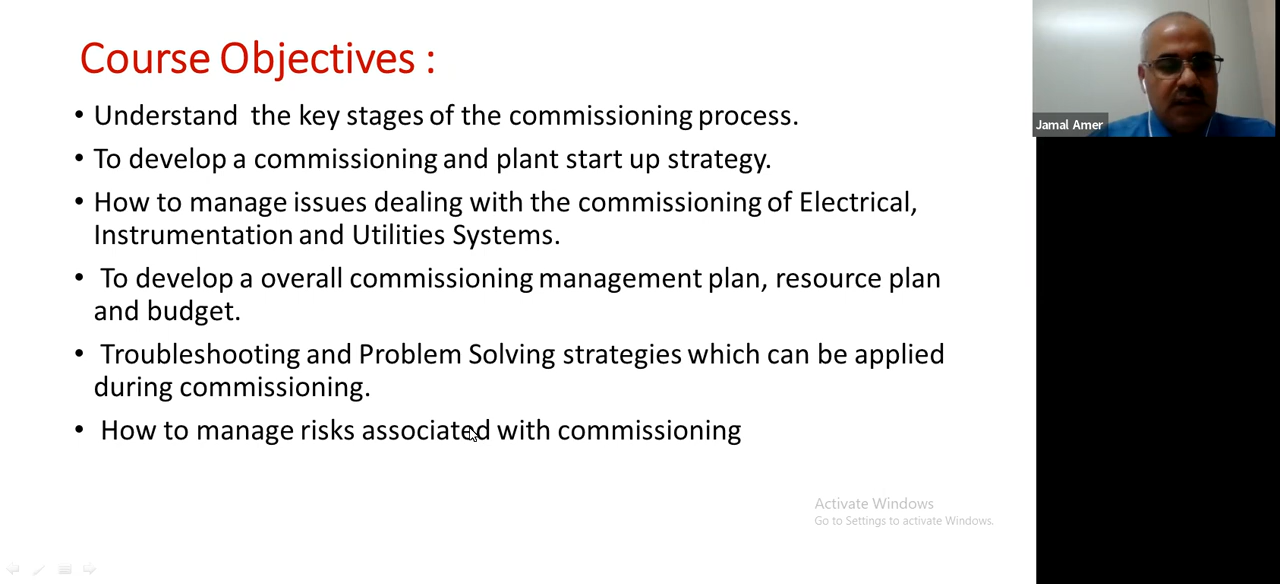 Course Objectives :
• Understand the key stages of the commissioning process.
• To develop a commissioning and plant start up strategy.
• How to manage issues dealing with the commissioning of Electrical,
Instrumentation and Utilities Systems.
• To develop a overall commissioning management plan, resource plan
and budget.
• Troubleshooting and Problem Solving strategies which can be applied
during commissioning.
• How to manage risks associated with commissioning
Jamal Amer
Activate Windows
Go to Settings to activate Windows.